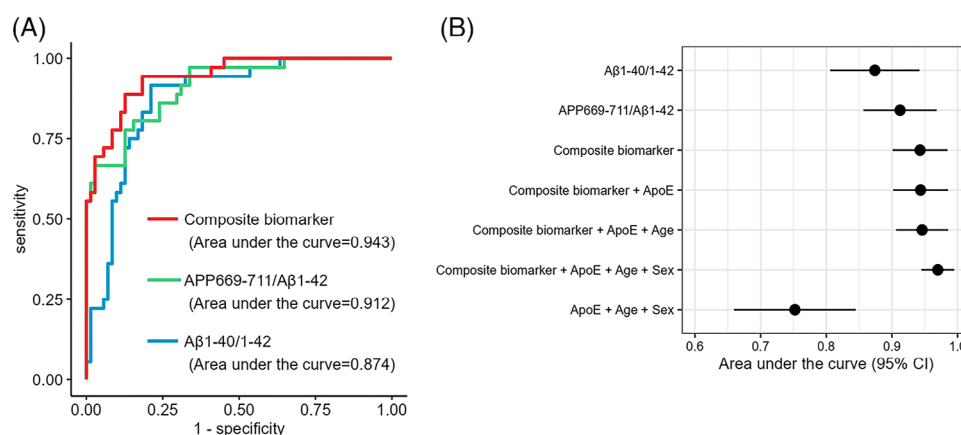 (A)
1.00
0.75
0.50
0.25
0.00
sensitivity
Composite biomarker
(Area under the curve=0.943)
APP669-711/Aβ1-42
(Area under the curve=0.912)
Aβ1-40/1-42
(Area under the curve=0.874)
0.00 0.25 0.50 0.75 1.00
1 - specificity
(B)
Aβ1-40/1-42
APP669-711/Aβ1-42
Composite biomarker
Composite biomarker + ApoE
Composite biomarker + ApoE + Age
Composite biomarker + ApoE + Age + Sex
ApoE + Age + Sex
0.6 0.7 0.8 0.9 1.0
Area under the curve (95% CI)